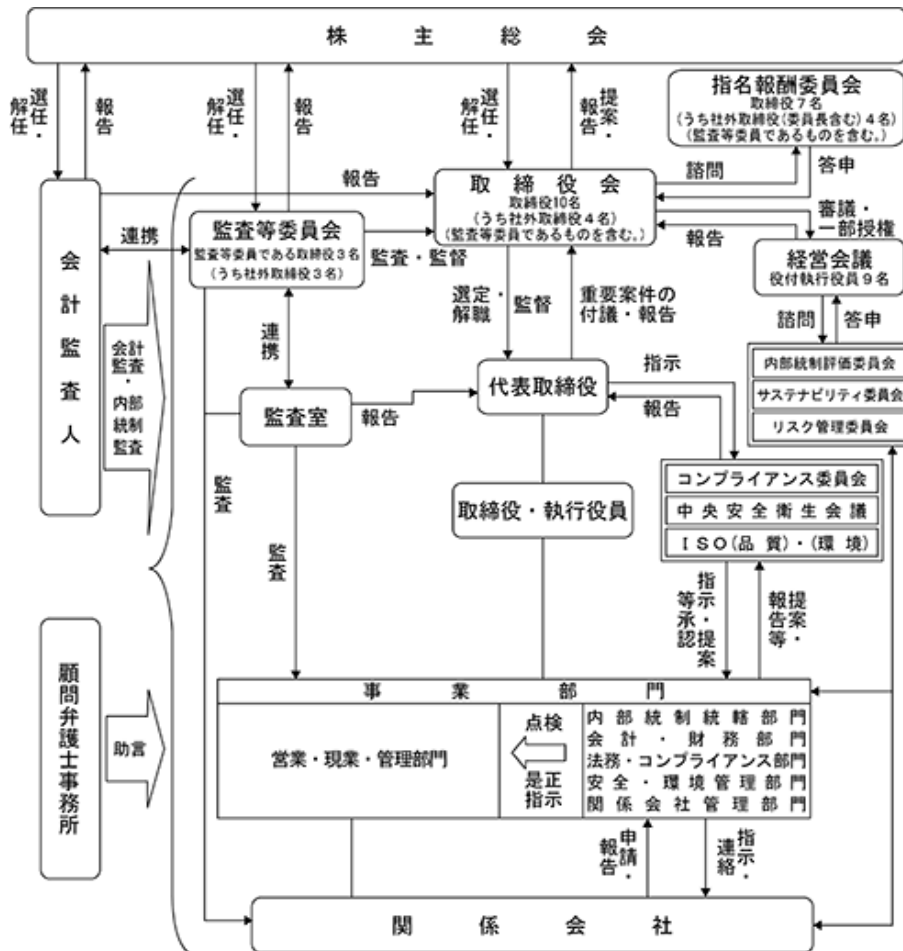 株主総会
選任・
解任
報告
選任・
解任
報告
選任・
解任
提案・
報告
指名報酬委員会
取締役7名
(うち社外取締役(委員長含む)4名)
(監査等委員であるものを含む。)
諮問
答申
報告
取締役会
取締役10名
(うち社外取締役4名)
(監査等委員であるものを含む。)
会計監査人
連携
監査等委員会
監査等委員である取締役3名
(うち社外取締役3名)
監査・監督
審議・
一部授権
報告
経営会議
役付執行役員9名
選定・
解職
監督
重要案件の
付議・報告
諮問
答申
連携
会計
監査
・
内部
統制
監査
内部統制評価委員会
サステナビリティ委員会
リスク管理委員会
指示
報告
代表取締役
監査室
報告
監査
監査
取締役・執行役員
コンプライアンス委員会
中央安全衛生会議
ISO(品質)・(環境)
指示・提案
等承認
提案・
報告等
顧問弁護士事務所
助言
事業部門
営業・現業・管理部門
点検
是正
指示
内部統制統轄部門
会計・財務部門
法務・コンプライアンス部門
安全・環境管理部門
関係会社管理部門
申請・
報告
指示・
連絡
関係会社